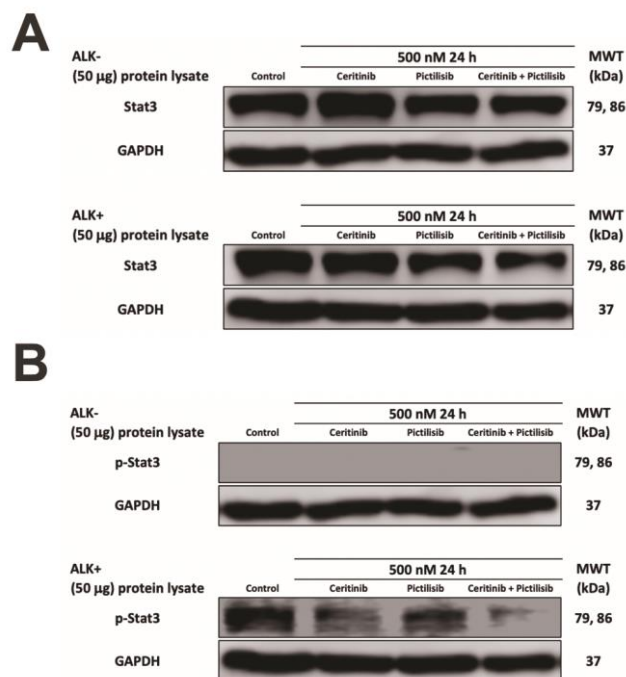 A
ALK- 500 nM 24 h MWT
(50 µg) protein lysate Control Ceritinib Pictilisib Ceritinib + Pictilisib (kDa)
Stat3 79, 86
GAPDH 37
ALK+ 500 nM 24 h MWT
(50 µg) protein lysate Control Ceritinib Pictilisib Ceritinib + Pictilisib (kDa)
Stat3 79, 86
GAPDH 37
B
ALK- 500 nM 24 h MWT
(50 µg) protein lysate Control Ceritinib Pictilisib Ceritinib + Pictilisib (kDa)
p-Stat3 79, 86
GAPDH 37
ALK+ 500 nM 24 h MWT
(50 µg) protein lysate Control Ceritinib Pictilisib Ceritinib + Pictilisib (kDa)
p-Stat3 79, 86
GAPDH 37